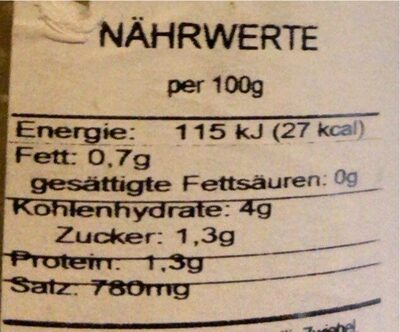 NÄHRWERTE
per 100g
Energie: 115 kJ (27 kcal)
Fett: 0,7g
gesättigte Fettsäuren: 0g
Kohlenhydrate: 4g
Zucker: 1,3g
Protein: 1,3g
Salz: 780mg